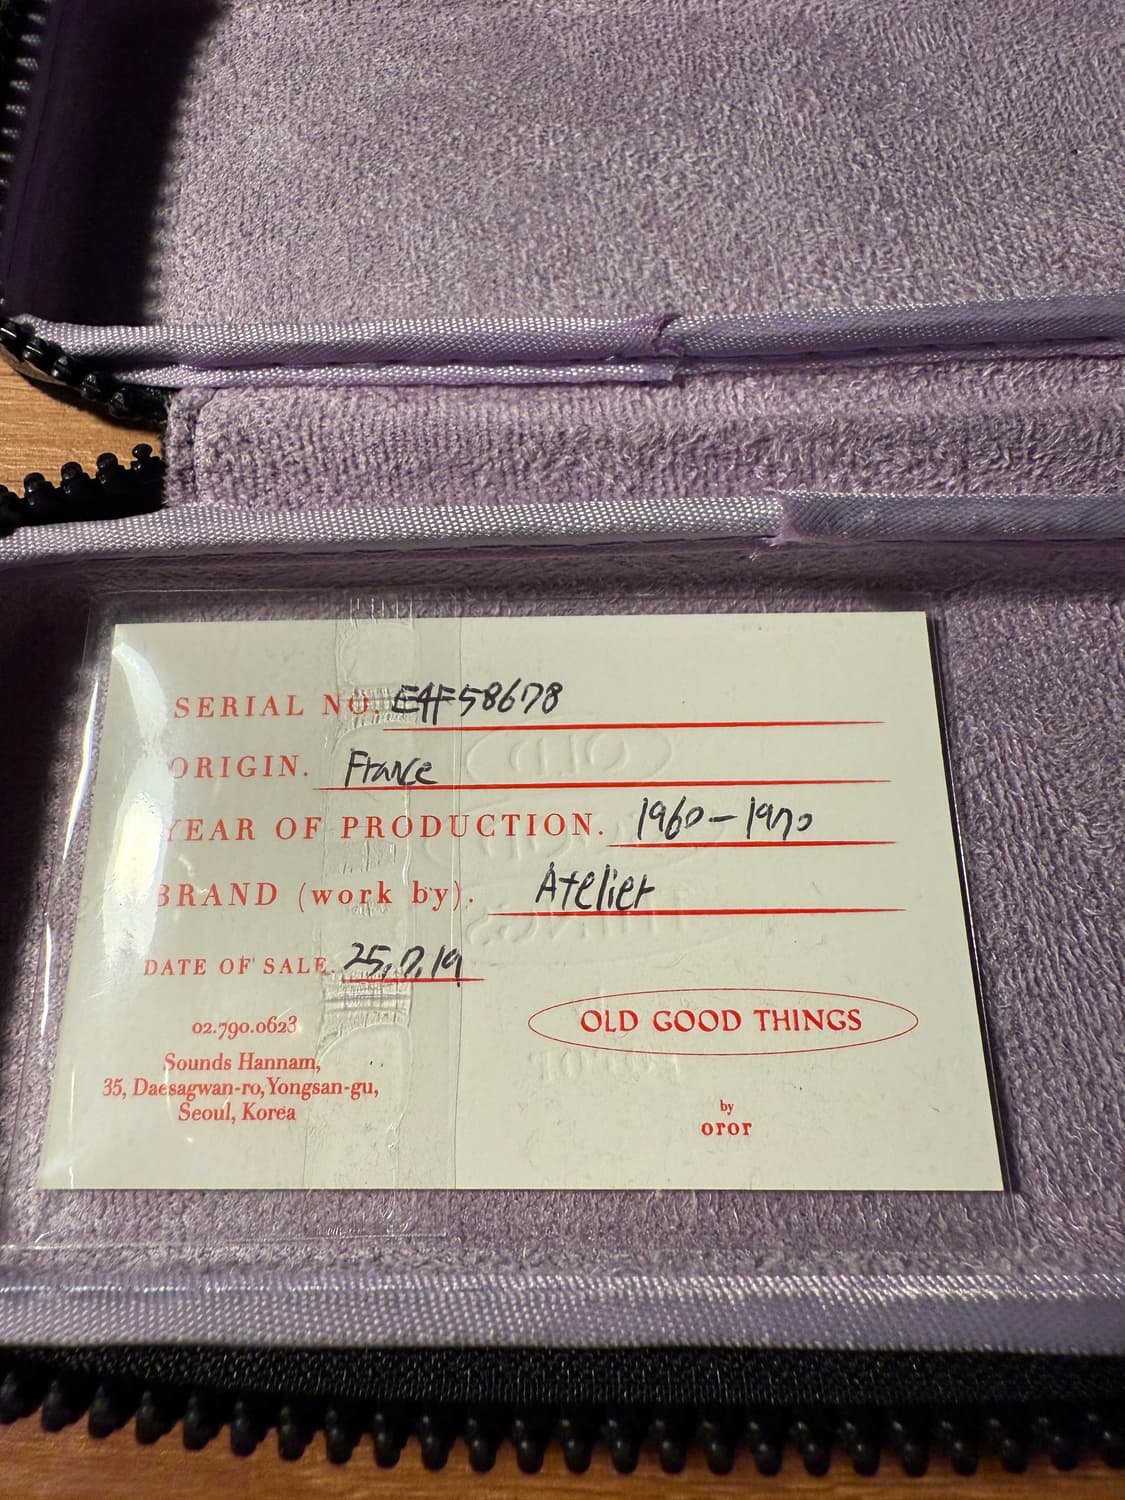 SERIAL NO. E4F58678
ORIGIN. France
YEAR OF PRODUCTION. 1960-1970
BRAND (work by). Atelier
DATE OF SALE. 25.7.19
02.790.0623
Sounds Hannam,
35, Daesagwan-ro, Yongsan-gu,
Seoul, Korea
OLD GOOD THINGS
by
oror